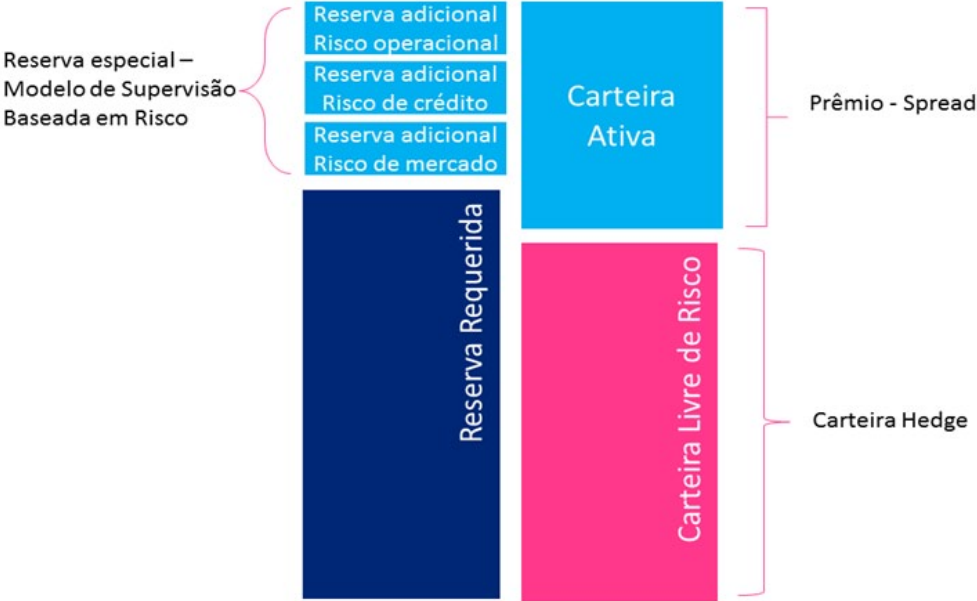 Reserva especial –
Modelo de Supervisão
Baseada em Risco
Reserva adicional
Risco operacional
Reserva adicional
Risco de crédito
Reserva adicional
Risco de mercado
Reserva Requerida
Carteira
Ativa
Carteira Livre de Risco
Prêmio - Spread
Carteira Hedge